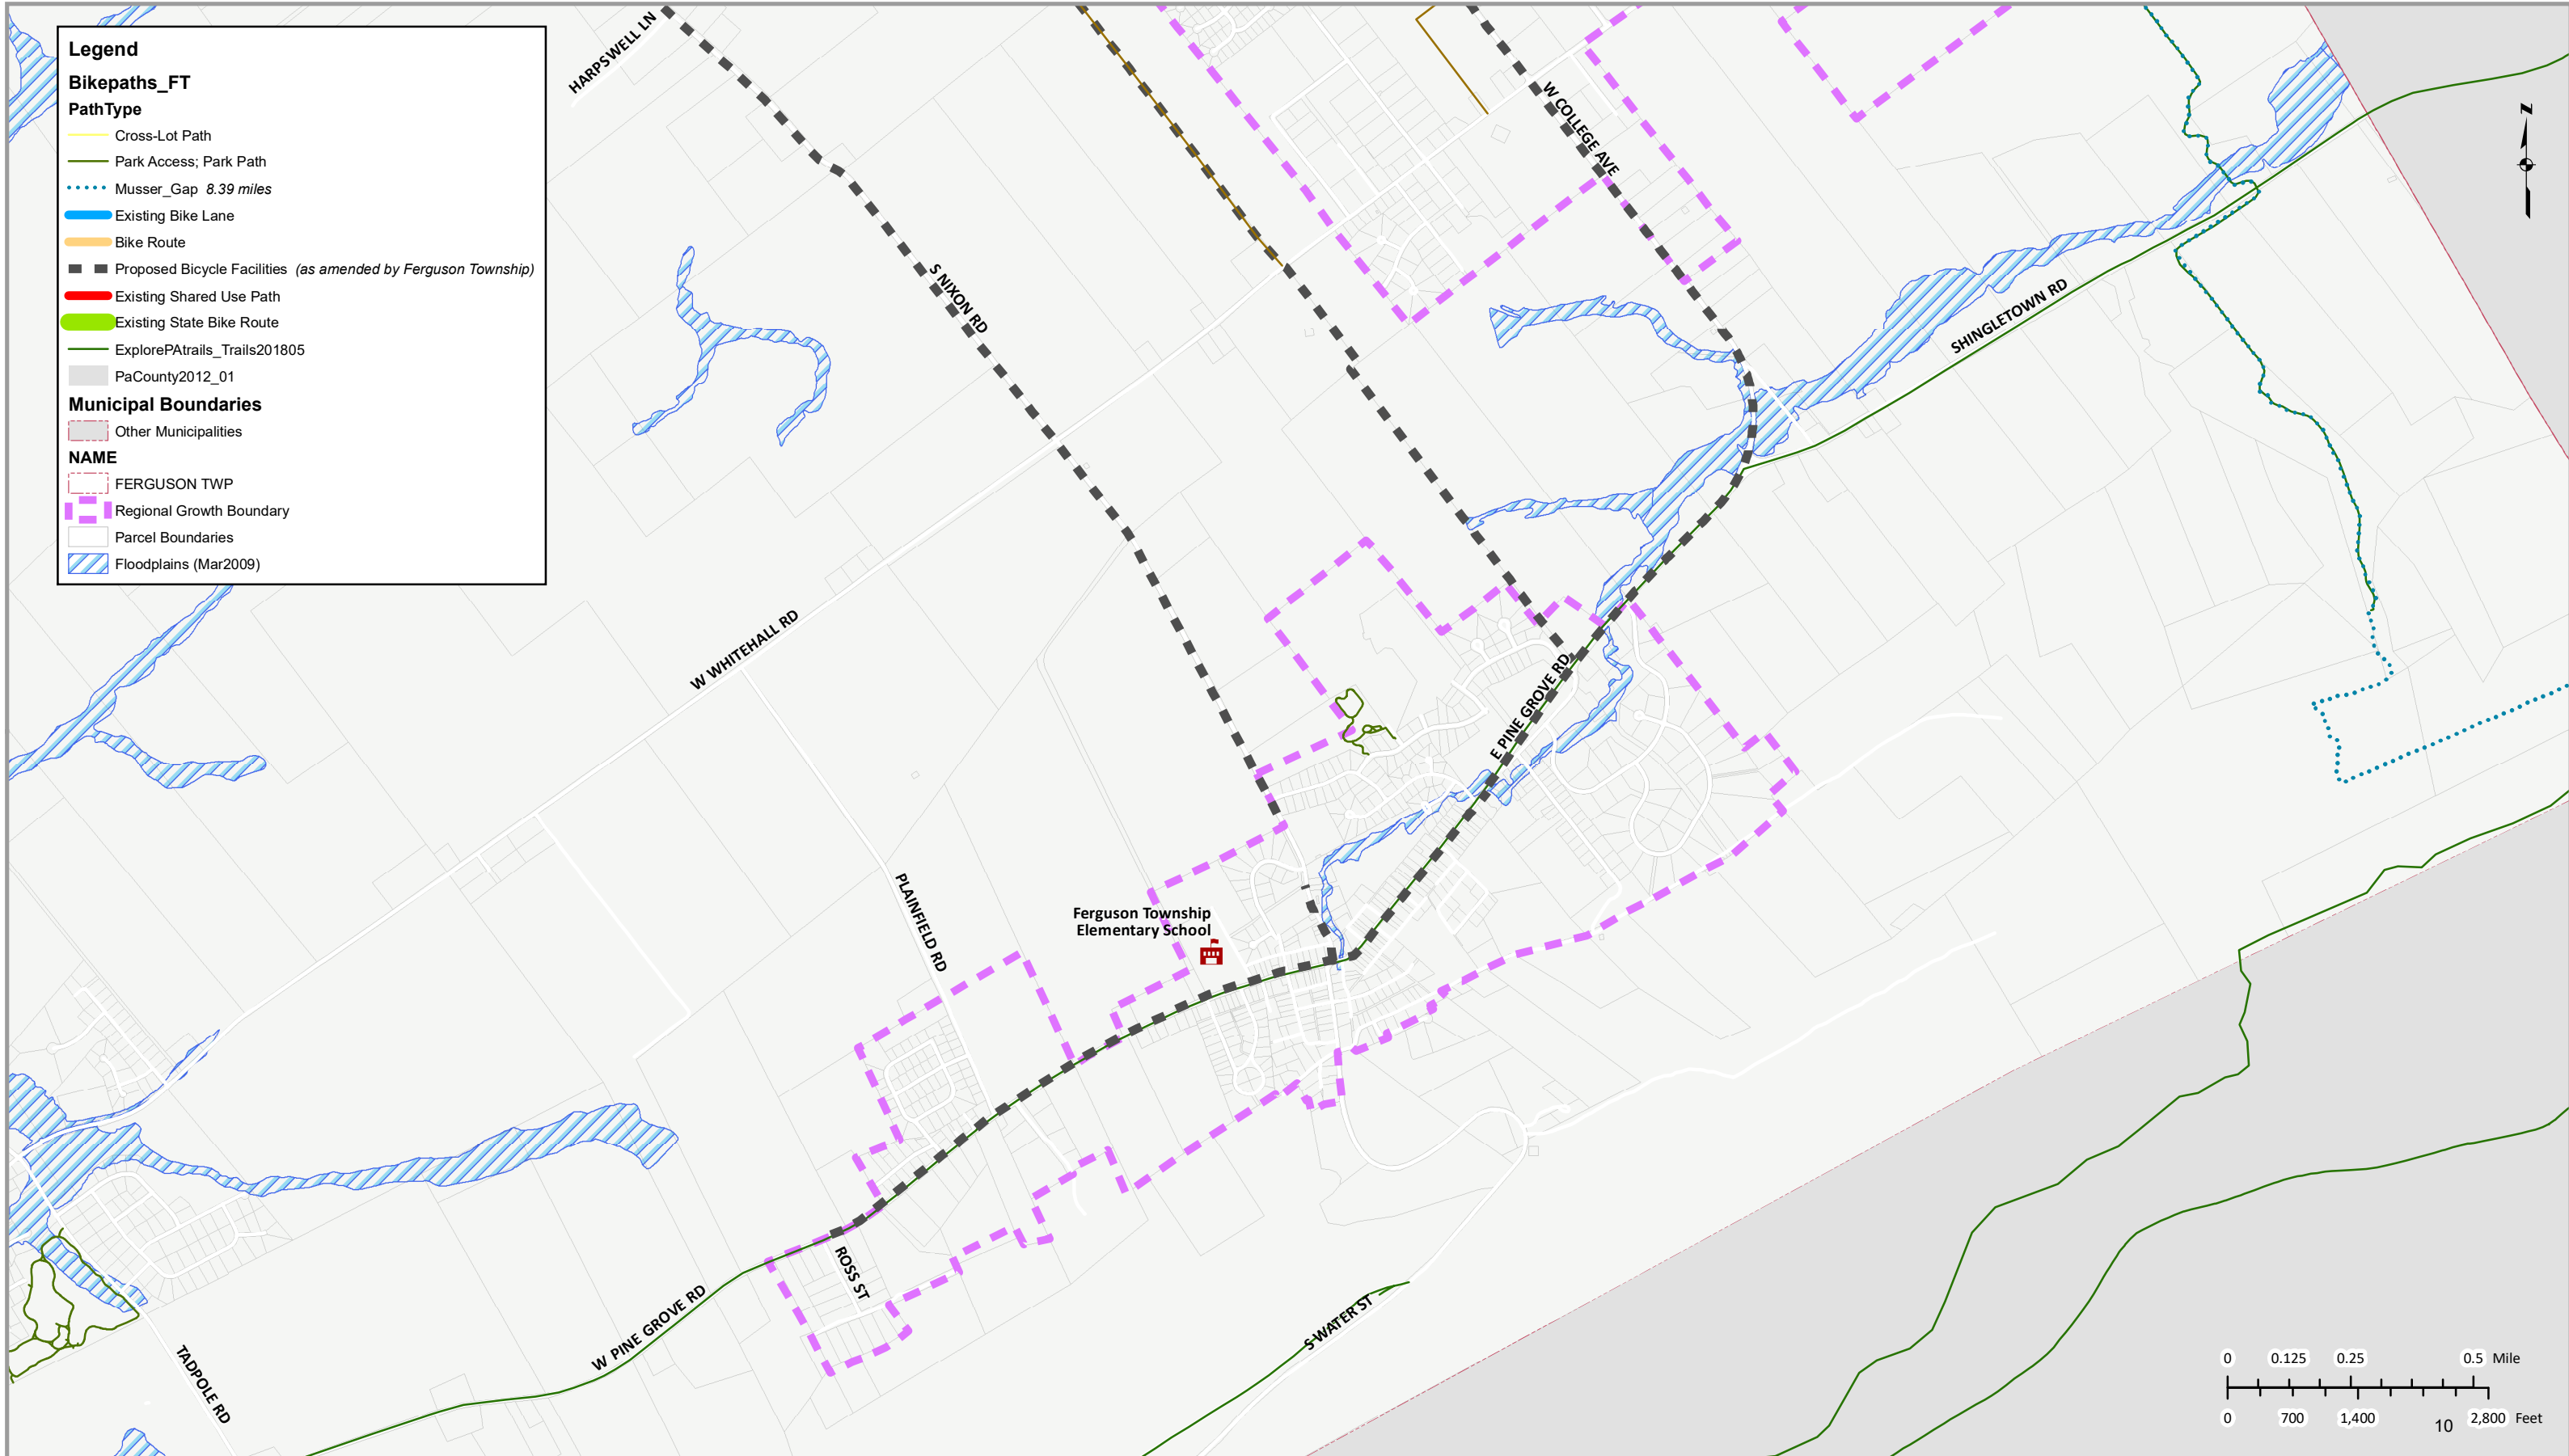 Legend
Bikepaths_FT
PathType
Cross-Lot Path
Park Access; Park Path
Musser_Gap 8.39 miles
Existing Bike Lane
Bike Route
Proposed Bicycle Facilities (as amended by Ferguson Township)
Existing Shared Use Path
Existing State Bike Route
ExplorePAtrails_Trails201805
PaCounty2012_01
Municipal Boundaries
Other Municipalities
NAME
FERGUSON TWP
Regional Growth Boundary
Parcel Boundaries
Floodplains (Mar2009)
HARPSWELL LN
W COLLEGE AVE
N
S NIXON RD
SHINGLETOWN RD
W WHITEHALL RD
E PINE GROVE RD
PLAINFIELD RD
Ferguson Township
Elementary School
ROSS ST
W PINE GROVE RD
S WATER ST
TADPOLE RD
0 0.125 0.25 0.5 Mile
0 700 1,400 2,800 Feet
10